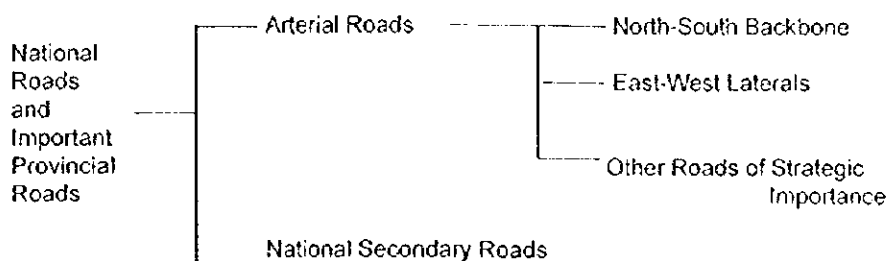 National
Roads
and
Important
Provincial
Roads
Arterial Roads
North-South Backbone
East-West Laterals
Other Roads of Strategic
Importance
National Secondary Roads